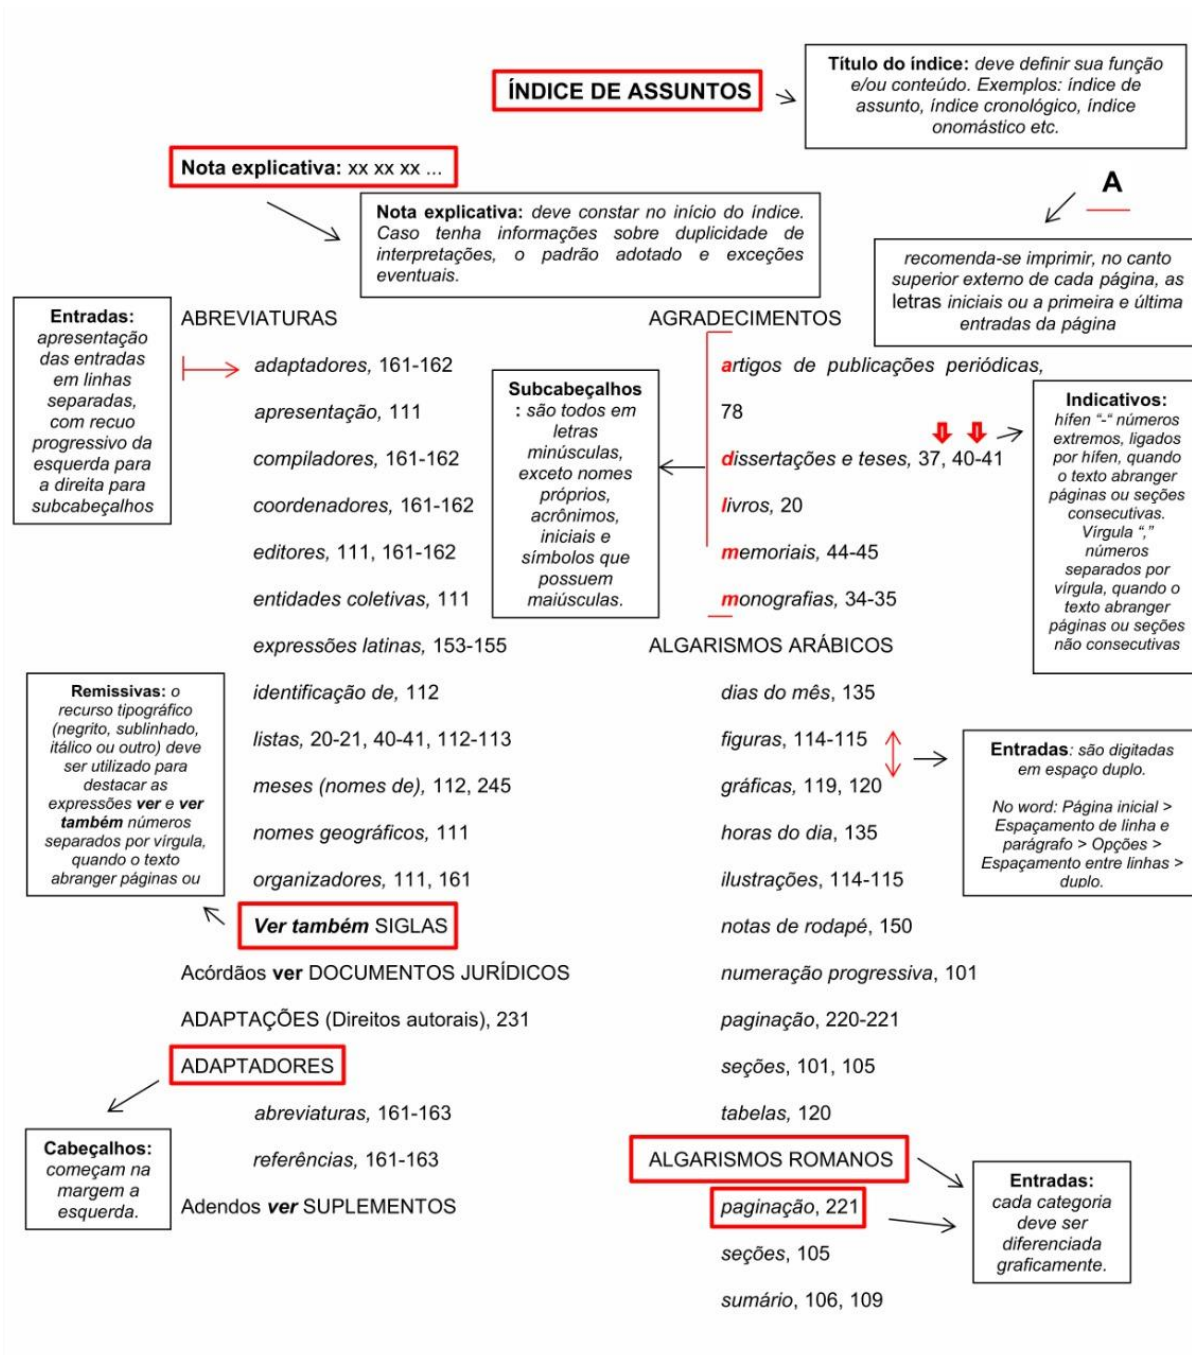 ÍNDICE DE ASSUNTOS
Título do índice: deve definir sua função
e/ou conteúdo. Exemplos: índice de
assunto, índice cronológico, índice
onomástico etc.
Nota explicativa: xx xx xx ...
Nota explicativa: deve constar no início do índice.
Caso tenha informações sobre duplicidade de
interpretações, o padrão adotado e exceções
eventuais.
A
recomenda-se imprimir, no canto
superior externo de cada página, as
letras iniciais ou a primeira e última
entradas da página
Entradas:
apresentação
das entradas
em linhas
separadas,
com recuo
progressivo da
esquerda para
a direita para
subcabeçalhos
ABREVIATURAS
adaptadores, 161-162
apresentação, 111
compiladores, 161-162
coordenadores, 161-162
editores, 111, 161-162
entidades coletivas, 111
expressões latinas, 153-155
identificação de, 112
listas, 20-21, 40-41, 112-113
meses (nomes de), 112, 245
nomes geográficos, 111
organizadores, 111, 161
Ver também SIGLAS
Remissivas: o
recurso tipográfico
(negrito, sublinhado,
itálico ou outro) deve
ser utilizado para
destacar as
expressões ver e ver
também números
separados por vírgula,
quando o texto
abranger páginas ou
Acórdãos ver DOCUMENTOS JURÍDICOS
ADAPTAÇÕES (Direitos autorais), 231
ADAPTADORES
abreviaturas, 161-163
referências, 161-163
Cabeçalhos:
começam na
margem a
esquerda.
Adendos ver SUPLEMENTOS
AGRADECIMENTOS
artigos de publicações periódicas,
78
dissertações e teses, 37, 40-41
livros, 20
memoriais, 44-45
monografias, 34-35
Subcabeçalhos
: são todos em
letras
minúsculas,
exceto nomes
próprios,
acrônimos,
iniciais e
símbolos que
possuem
maiúsculas.
Indicativos:
hífen “-“ números
extremos, ligados
por hífen, quando
o texto abranger
páginas ou seções
consecutivas.
Vírgula “,”
números
separados por
vírgula, quando o
texto abranger
páginas ou seções
não consecutivas
ALGARISMOS ARÁBICOS
dias do mês, 135
figuras, 114-115
gráficas, 119, 120
horas do dia, 135
ilustrações, 114-115
notas de rodapé, 150
numeração progressiva, 101
paginação, 220-221
seções, 101, 105
tabelas, 120
Entradas: são digitadas
em espaço duplo.
No word: Página inicial >
Espaçamento de linha e
parágrafo > Opções >
Espaçamento entre linhas >
duplo.
ALGARISMOS ROMANOS
paginação, 221
seções, 105
sumário, 106, 109
Entradas:
cada categoria
deve ser
diferenciada
graficamente.